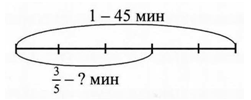 1 – 45 мин
3/5 – ? мин